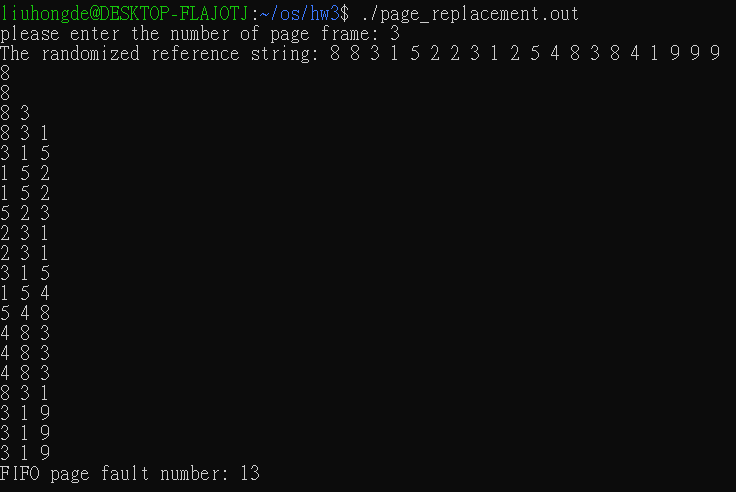 liuhongde@DESKTOP-FLAJOTJ:~/os/hw3$ ./page_replacement.out
please enter the number of page frame: 3
The randomized reference string: 8 8 3 1 5 2 2 3 1 2 5 4 8 3 8 4 1 9 9 9
8
8
8 3
8 3 1
3 1 5
1 5 2
1 5 2
5 2 3
2 3 1
2 3 1
3 1 5
1 5 4
5 4 8
4 8 3
4 8 3
4 8 3
8 3 1
3 1 9
3 1 9
3 1 9
FIFO page fault number: 13